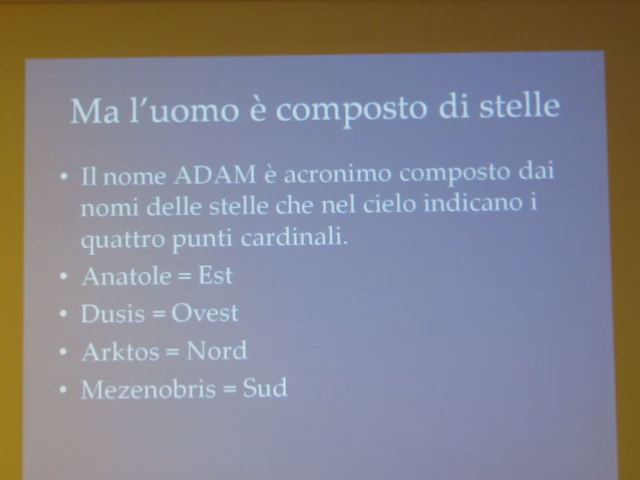 Ma l'uomo è composto di stelle
• Il nome ADAM è acronimo composto dai
nomi delle stelle che nel cielo indicano i
quattro punti cardinali.
• Anatole = Est
• Dusis = Ovest
• Arktos = Nord
• Mezenobris = Sud